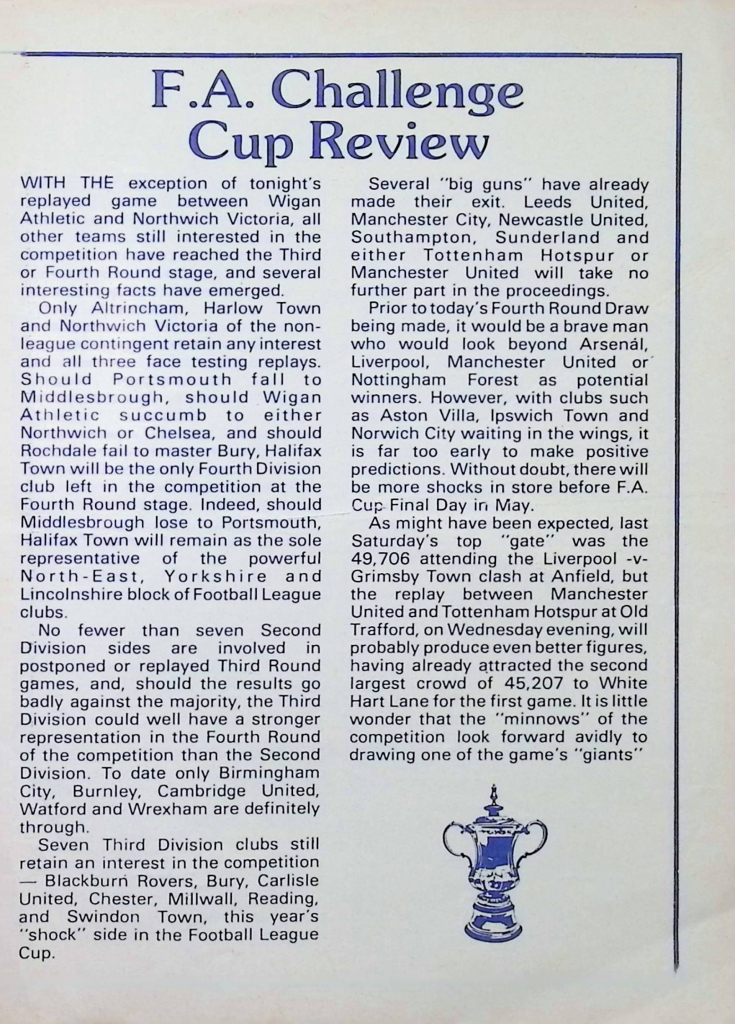 F.A. Challenge
Cup Review
WITH THE exception of tonight's
replayed game between Wigan
Athletic and Northwich Victoria, all
other teams still interested in the
competition have reached the Third
or Fourth Round stage, and several
interesting facts have emerged.
Only Altrincham, Harlow Town
and Northwich Victoria of the non-
league contingent retain any interest
and all three face testing replays.
Should Portsmouth fall to
Middlesbrough, should Wigan
Athletic succumb to either
Northwich or Chelsea, and should
Rochdale fail to master Bury, Halifax
Town will be the only Fourth Division
club left in the competition at the
Fourth Round stage. Indeed, should
Middlesbrough lose to Portsmouth,
Halifax Town will remain as the sole
representative of the powerful
North-East, Yorkshire and
Lincolnshire block of Football League
clubs.
No fewer than seven Second
Division sides are involved in
postponed or replayed Third Round
games, and, should the results go
badly against the majority, the Third
Division could well have a stronger
representation in the Fourth Round
of the competition than the Second
Division. To date only Birmingham
City, Burnley, Cambridge United,
Watford and Wrexham are definitely
through.
Seven Third Division clubs still
retain an interest in the competition
— Blackburn Rovers, Bury, Carlisle
United, Chester, Millwall, Reading,
and Swindon Town, this year's
"shock" side in the Football League
Cup.
Several "big guns" have already
made their exit. Leeds United,
Manchester City, Newcastle United,
Southampton, Sunderland and
either Tottenham Hotspur or
Manchester United will take no
further part in the proceedings.
Prior to today's Fourth Round Draw
being made, it would be a brave man
who would look beyond Arsenal,
Liverpool, Manchester United or
Nottingham Forest as potential
winners. However, with clubs such
as Aston Villa, Ipswich Town and
Norwich City waiting in the wings, it
is far too early to make positive
predictions. Without doubt, there will
be more shocks in store before F.A.
Cup Final Day in May.
As might have been expected, last
Saturday's top "gate" was the
49,706 attending the Liverpool -v-
Grimsby Town clash at Anfield, but
the replay between Manchester
United and Tottenham Hotspur at Old
Trafford, on Wednesday evening, will
probably produce even better figures,
having already attracted the second
largest crowd of 45,207 to White
Hart Lane for the first game. It is little
wonder that the "minnows" of the
competition look forward avidly to
drawing one of the game's "giants"